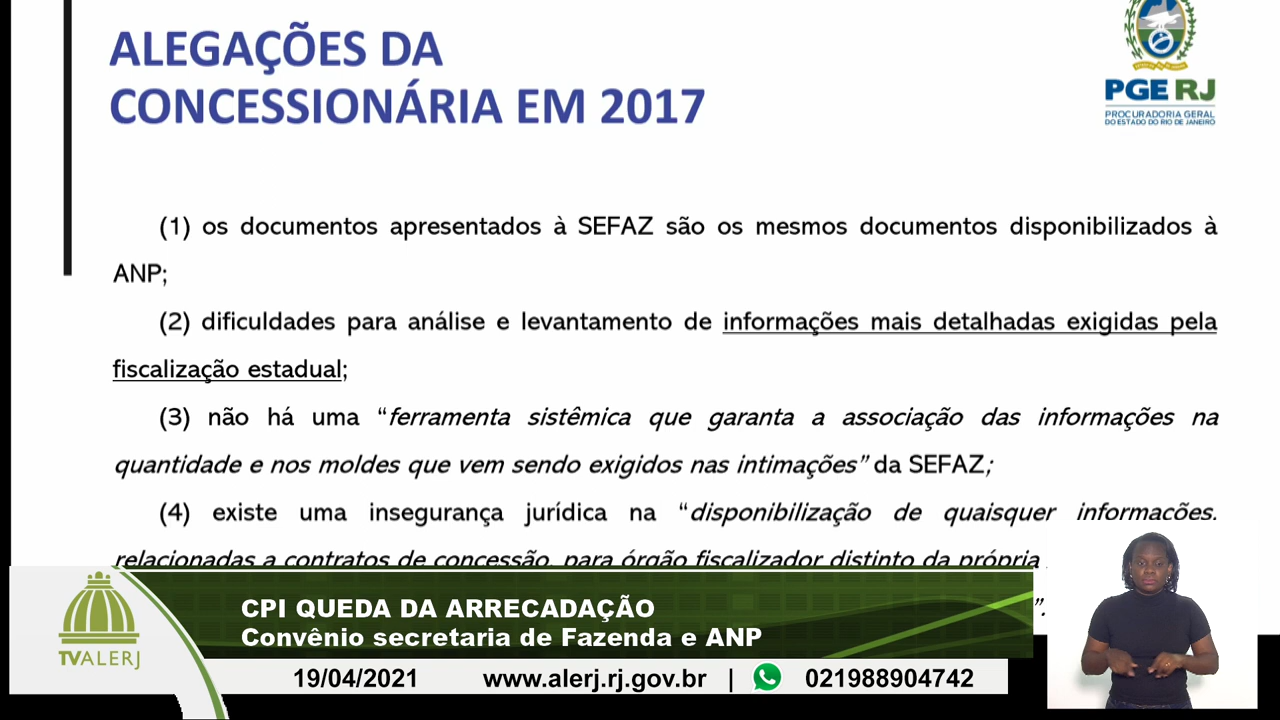 ALEGAÇÕES DA
CONCESSIONÁRIA EM 2017
PGE RJ
PROCURADORIA GERAL
DO ESTADO DO RIO DE JANEIRO
(1) os documentos apresentados à SEFAZ são os mesmos documentos disponibilizados à
ANP;
(2) dificuldades para análise e levantamento de informações mais detalhadas exigidas pela
fiscalização estadual;
(3) não há uma “ferramenta sistêmica que garanta a associação das informações na
quantidade e nos moldes que vem sendo exigidos nas intimações” da SEFAZ;
(4) existe uma insegurança jurídica na “disponibilização de quaisquer informações,
relacionadas a contratos de concessão, para órgão fiscalizador distinto da própria
”.
CPI QUEDA DA ARRECADAÇÃO
Convênio secretaria de Fazenda e ANP
TVALERJ
19/04/2021 www.alerj.rj.gov.br | 021988904742